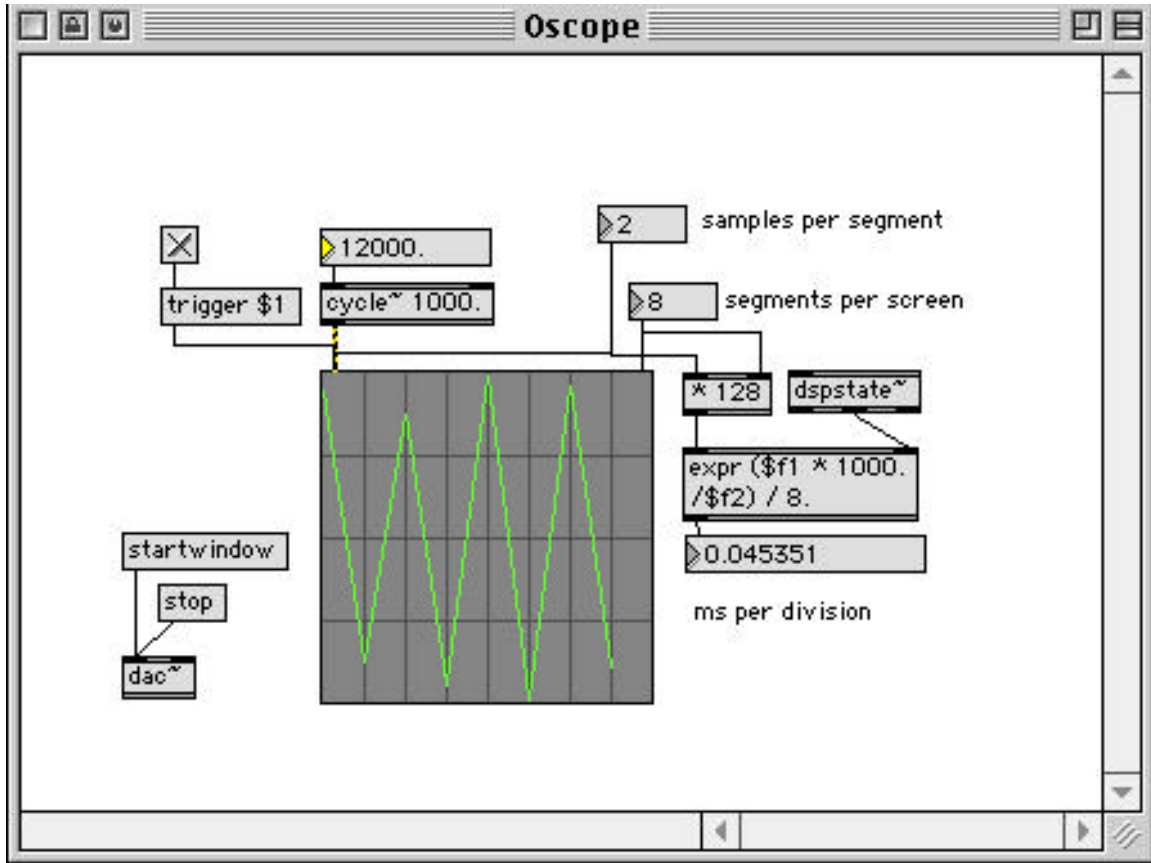 Oscope
2 samples per segment
12000.
trigger $1
cycle~ 1000.
8 segments per screen
* 128
dspstate~
expr ($f1 * 1000.
/$f2) / 8.
startwindow
0.045351
stop
ms per division
dac~